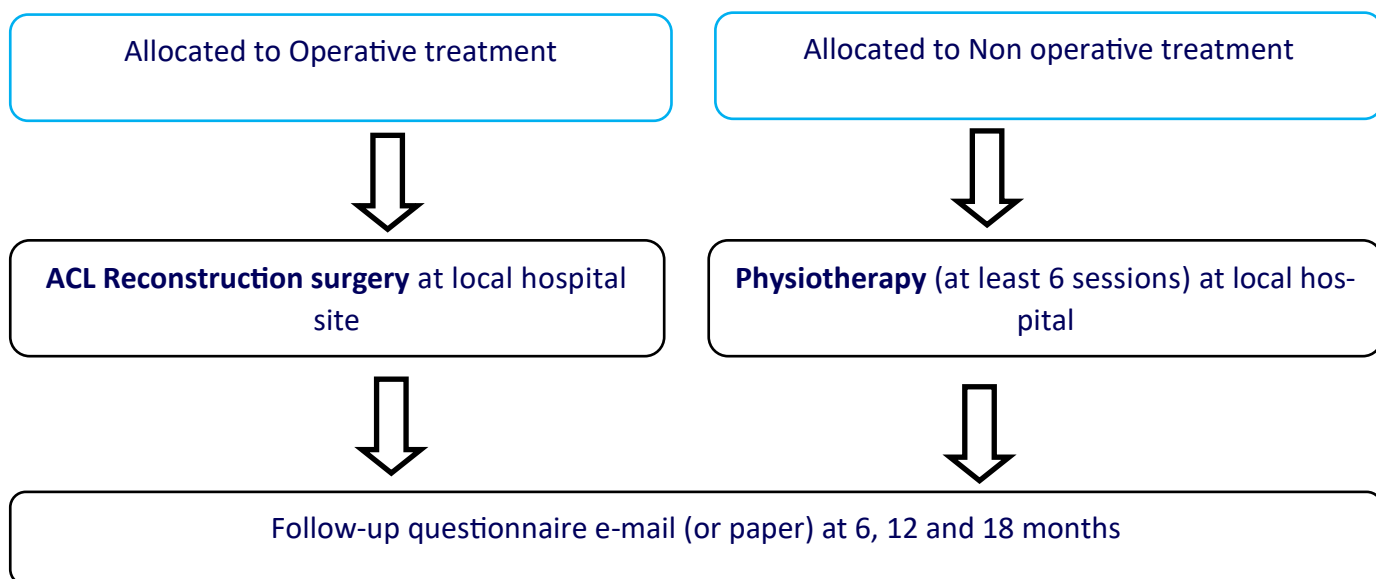 Allocated to Operative treatment
Allocated to Non operative treatment
ACL Reconstruction surgery at local hospital
site
Physiotherapy (at least 6 sessions) at local hos-
pital
Follow-up questionnaire e-mail (or paper) at 6, 12 and 18 months